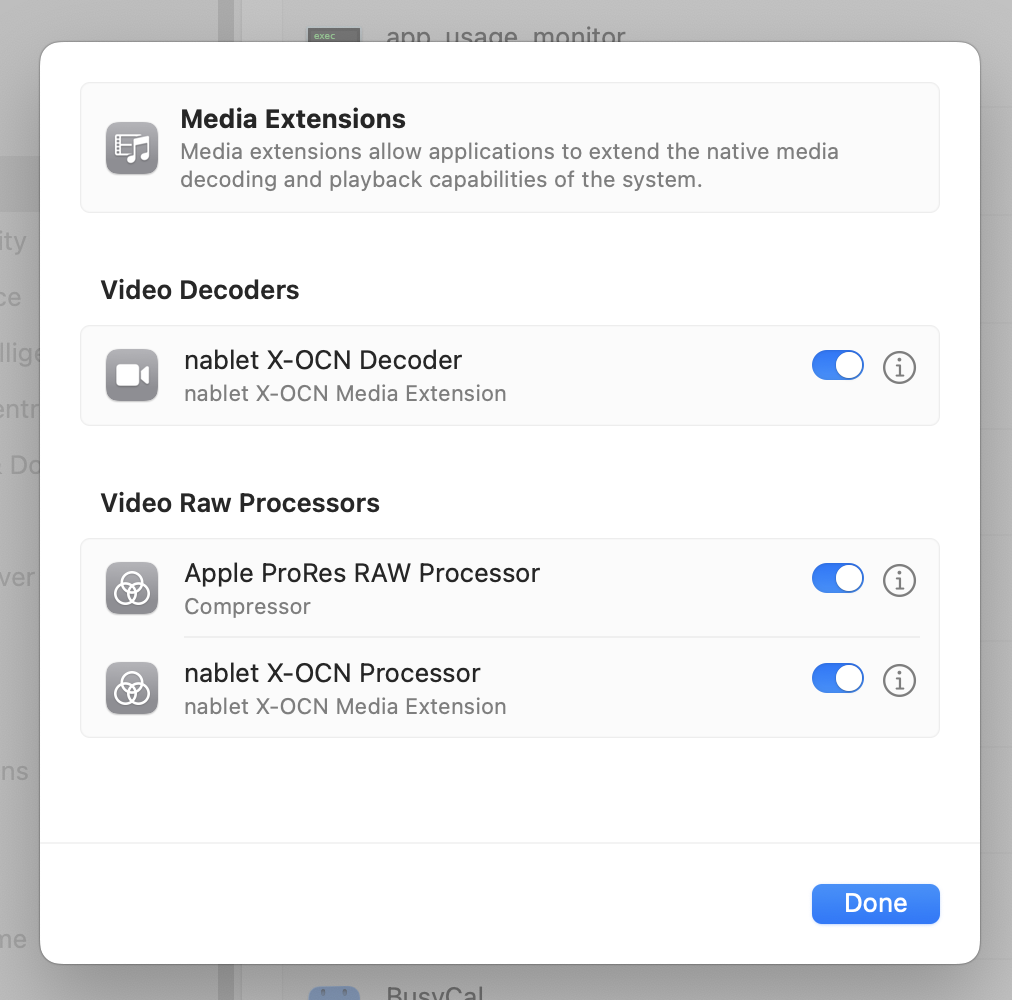 exec
app_usage_monitor
Media Extensions
Media extensions allow applications to extend the native media
decoding and playback capabilities of the system.
ity
Video Decoders
ce
nablet X-OCN Decoder
llige
nablet X-OCN Media Extension
entr
& Do
Video Raw Processors
ver
Apple ProRes RAW Processor
Compressor
nablet X-OCN Processor
nablet X-OCN Media Extension
ns
Done
me
BusyCal